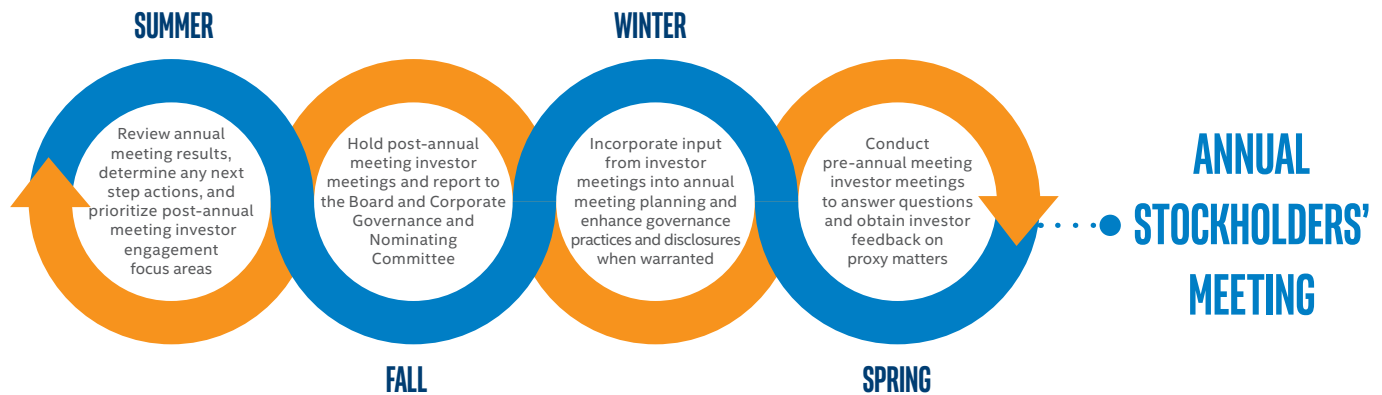 SUMMER
Review annual
meeting results,
determine any next
step actions, and
prioritize post-annual
meeting investor
engagement
focus areas
Hold post-annual
meeting investor
meetings and report to
the Board and Corporate
Governance and
Nominating
Committee
FALL
WINTER
Incorporate input
from investor
meetings into annual
meeting planning and
enhance governance
practices and disclosures
when warranted
Conduct
pre-annual meeting
investor meetings
to answer questions
and obtain investor
feedback on
proxy matters
SPRING
ANNUAL
STOCKHOLDERS’
MEETING